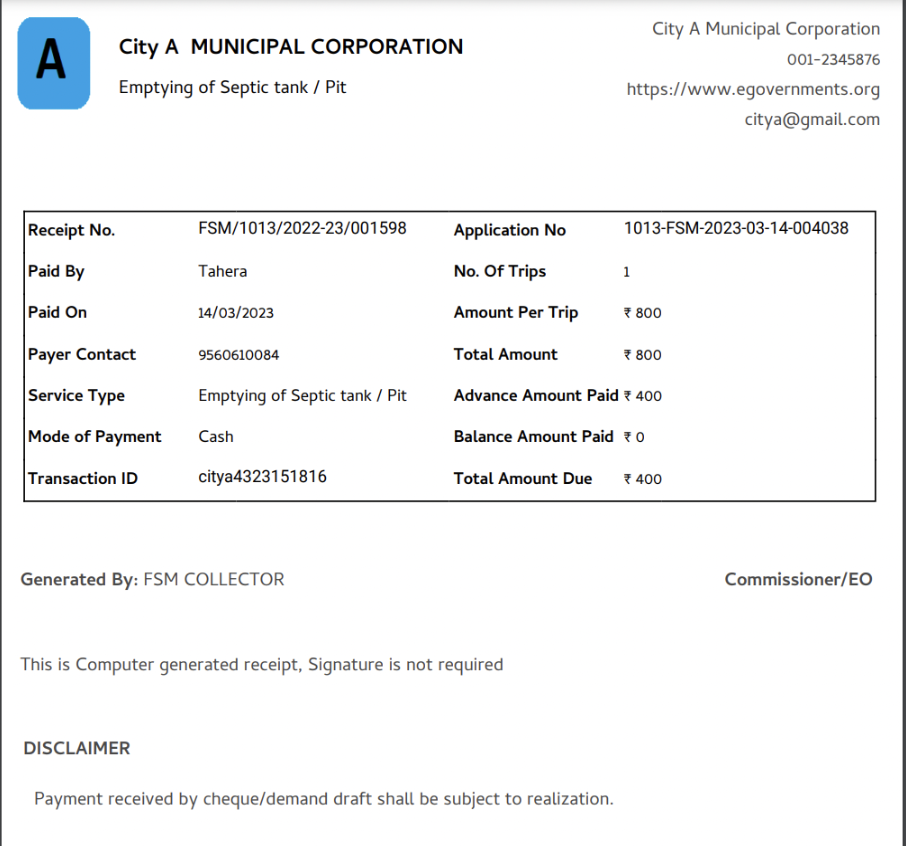 A
City A MUNICIPAL CORPORATION
Emptying of Septic tank / Pit
City A Municipal Corporation
001-2345876
https://www.egovernments.org
citya@gmail.com
Receipt No. FSM/1013/2022-23/001598 Application No 1013-FSM-2023-03-14-004038
Paid By Tahera No. Of Trips 1
Paid On 14/03/2023 Amount Per Trip ₹ 800
Payer Contact 9560610084 Total Amount ₹ 800
Service Type Emptying of Septic tank / Pit Advance Amount Paid ₹ 400
Mode of Payment Cash Balance Amount Paid ₹ 0
Transaction ID citya4323151816 Total Amount Due ₹ 400
Generated By: FSM COLLECTOR Commissioner/EO
This is Computer generated receipt, Signature is not required
DISCLAIMER
Payment received by cheque/demand draft shall be subject to realization.